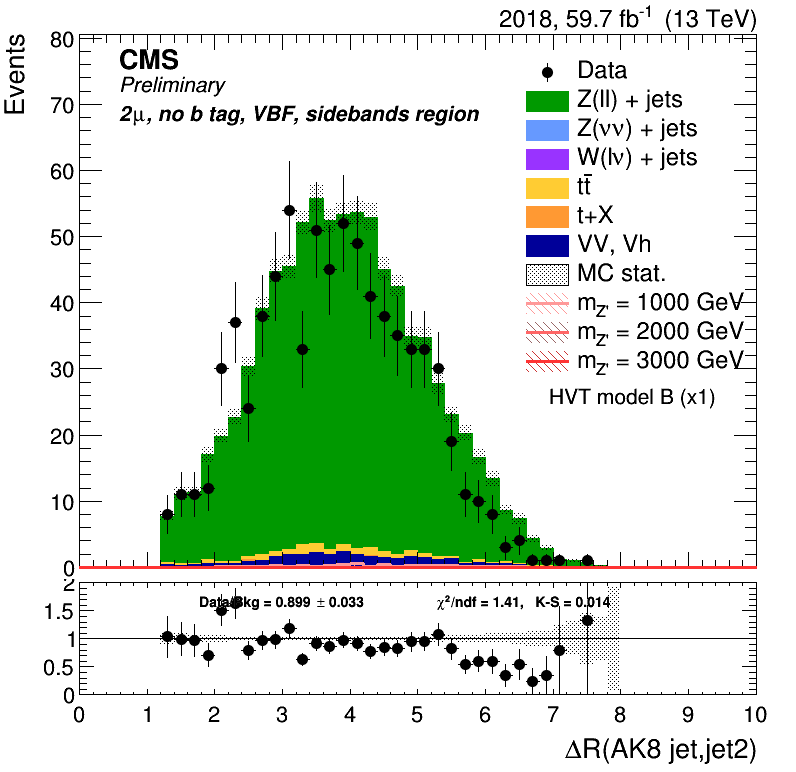 2018, 59.7 fb⁻¹ (13 TeV)
Events
CMS
Preliminary
2μ, no b tag, VBF, sidebands region
Data
Z(ll) + jets
Z(νν) + jets
W(lν) + jets
tt̄
t+X
VV, Vh
MC stat.
m_Z' = 1000 GeV
m_Z' = 2000 GeV
m_Z' = 3000 GeV
HVT model B (x1)
80
70
60
50
40
30
20
10
0
Data/Bkg = 0.899 ± 0.033 χ²/ndf = 1.41, K-S = 0.014
2
1.5
1
0.5
0
0 1 2 3 4 5 6 7 8 9 10
ΔR(AK8 jet,jet2)